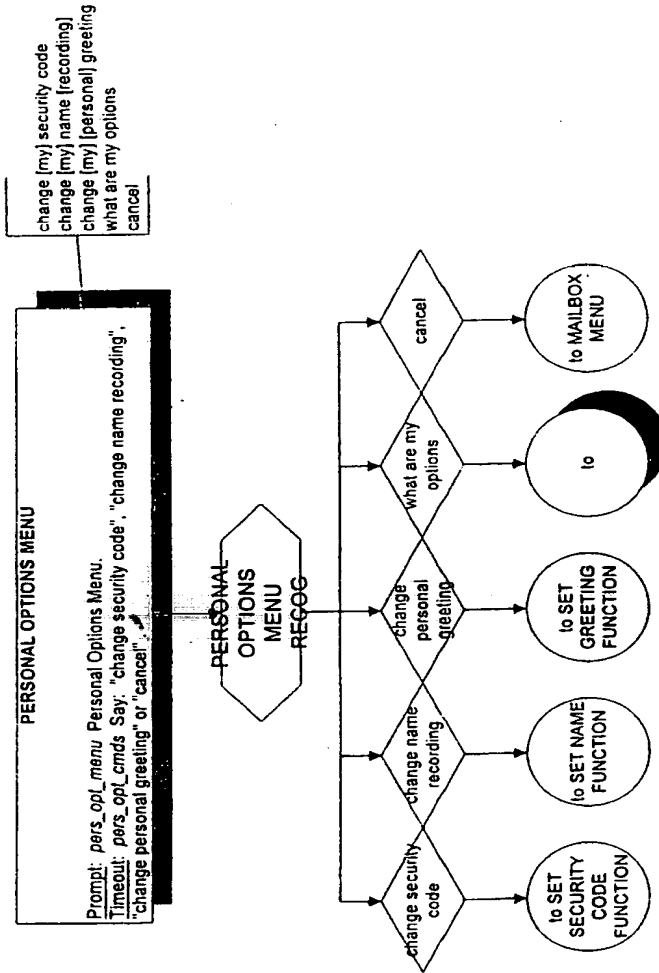 PERSONAL OPTIONS MENU
Prompt: pers_opt_menu Personal Options Menu.
Timeout: pers_opt_cmds Say: "change security code", "change name recording",
"change personal greeting" or "cancel".
change [my] security code
change [my] name [recording]
change [my] [personal] greeting
what are my options
cancel
PERSONAL
OPTIONS
MENU
RECOG
change security
code
change name
recording
change
personal
greeting
what are my
options
cancel
to SET
SECURITY
CODE
FUNCTION
to SET NAME
FUNCTION
to SET
GREETING
FUNCTION
to
to MAILBOX
MENU